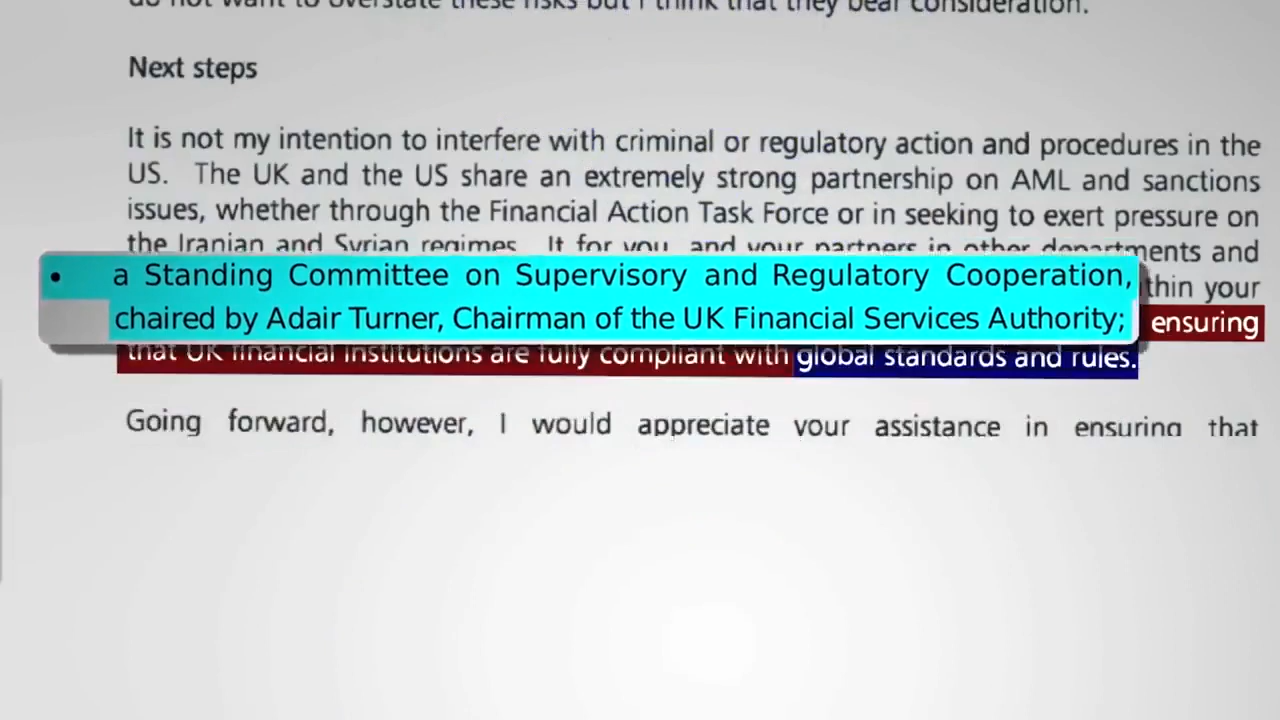 do not want to overstate these risks but I think that they bear consideration.
Next steps
It is not my intention to interfere with criminal or regulatory action and procedures in the
US. The UK and the US share an extremely strong partnership on AML and sanctions
issues, whether through the Financial Action Task Force or in seeking to exert pressure on
the Iranian and Syrian regimes. It for you, and your partners in other departments and
• a Standing Committee on Supervisory and Regulatory Cooperation,
thin your
chaired by Adair Turner, Chairman of the UK Financial Services Authority;
ensuring
that UK financial institutions are fully compliant with global standards and rules.
Going forward, however, I would appreciate your assistance in ensuring that